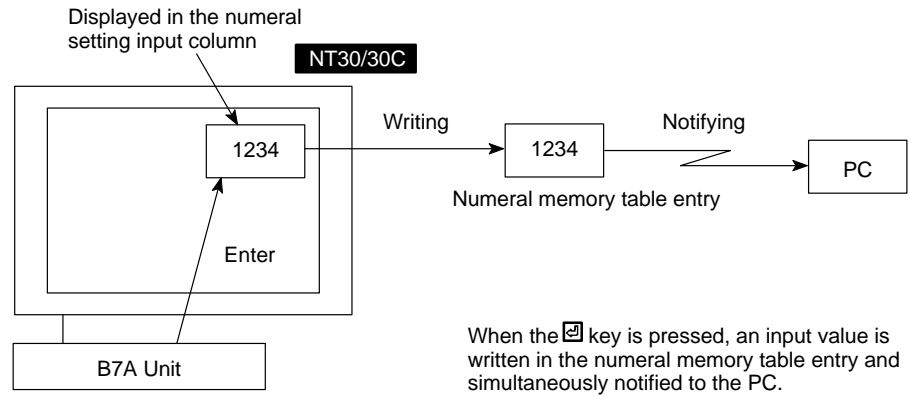 Displayed in the numeral
setting input column
NT30/30C
1234
Writing
1234
Notifying
PC
Numeral memory table entry
Enter
B7A Unit
When the key is pressed, an input value is
written in the numeral memory table entry and
simultaneously notified to the PC.